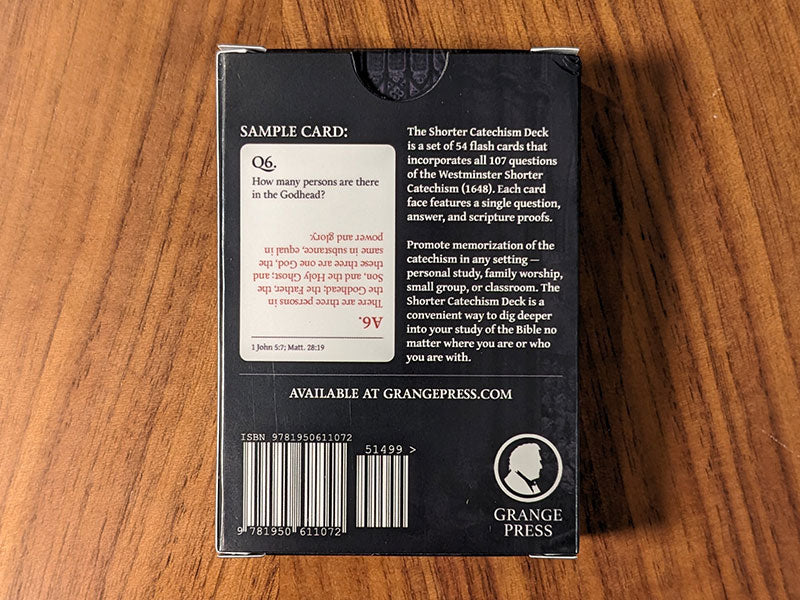 SAMPLE CARD:
Q6.
How many persons are there
in the Godhead?
A6.
There are three persons in
the Godhead; the Father, the
Son, and the Holy Ghost; and
these three are one God, the
same in substance, equal in
power and glory.
1 John 5:7; Matt. 28:19
The Shorter Catechism Deck
is a set of 54 flash cards that
incorporates all 107 questions
of the Westminster Shorter
Catechism (1648). Each card
face features a single question,
answer, and scripture proofs.
Promote memorization of the
catechism in any setting —
personal study, family worship,
small group, or classroom. The
Shorter Catechism Deck is a
convenient way to dig deeper
into your study of the Bible no
matter where you are or who
you are with.
AVAILABLE AT GRANGEPRESS.COM
ISBN 9781950611072
51499 >
9 781950 611072
GRANGE
PRESS